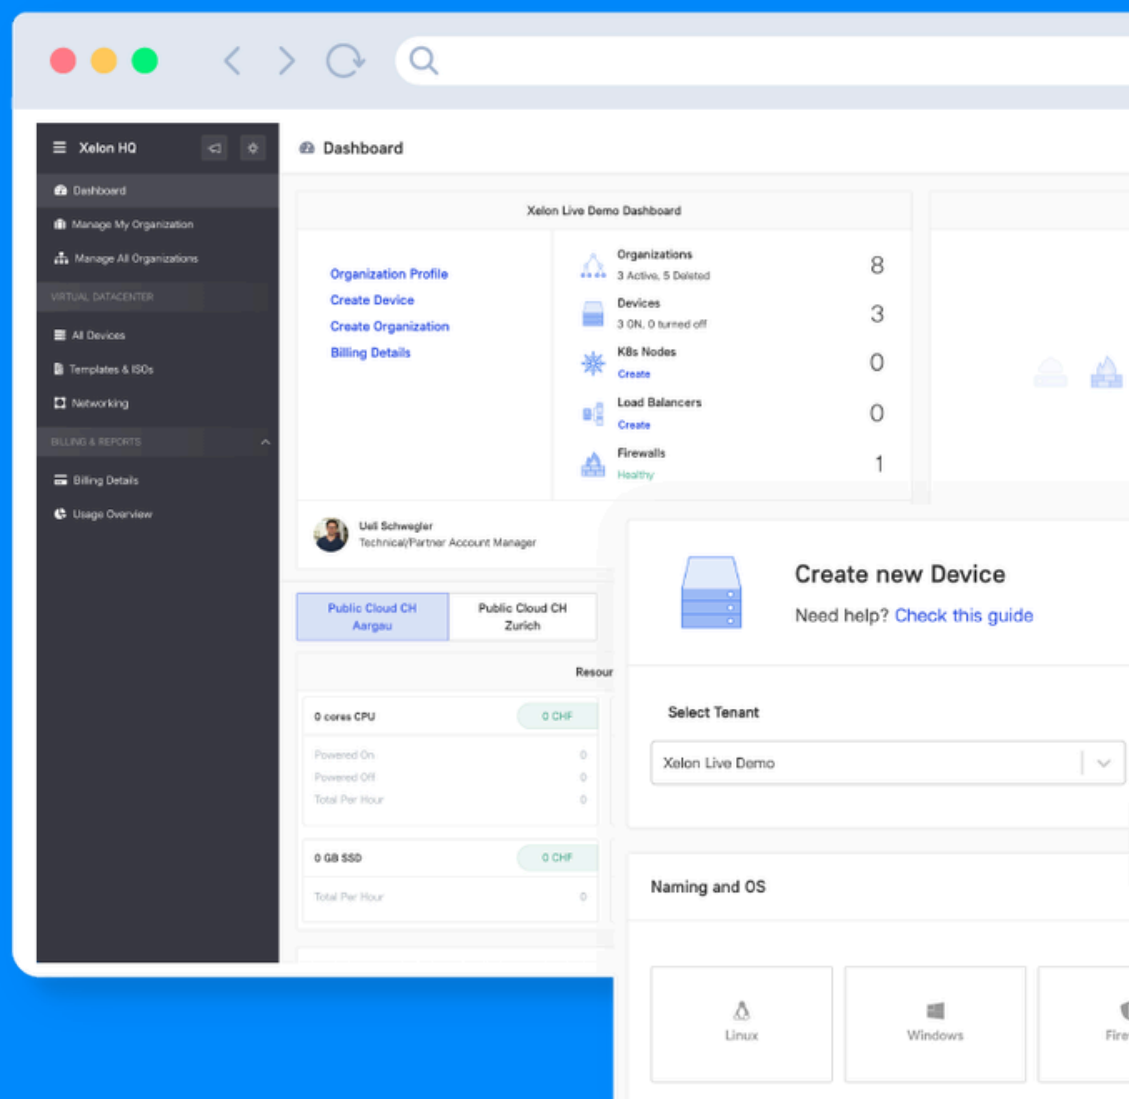 Xelon HQ
Dashboard
Manage My Organization
Manage All Organizations
VIRTUAL DATACENTER
All Devices
Templates & ISOs
Networking
BILLING & REPORTS
Billing Details
Usage Overview
Dashboard
Xelon Live Demo Dashboard
Organization Profile
Create Device
Create Organization
Billing Details
Organizations
3 Active, 5 Deleted
8
Devices
3 ON, 0 turned off
3
K8s Nodes
Create
0
Load Balancers
Create
0
Firewalls
Healthy
1
Ueli Schwegler
Technical/Partner Account Manager
Public Cloud CH
Aargau
Public Cloud CH
Zurich
Resour
0 cores CPU
0 CHF
Powered On 0
Powered Off 0
Total Per Hour 0
0 GB SSD
0 CHF
Total Per Hour 0
Create new Device
Need help? Check this guide
Select Tenant
Xelon Live Demo
Naming and OS
Linux
Windows
Fire